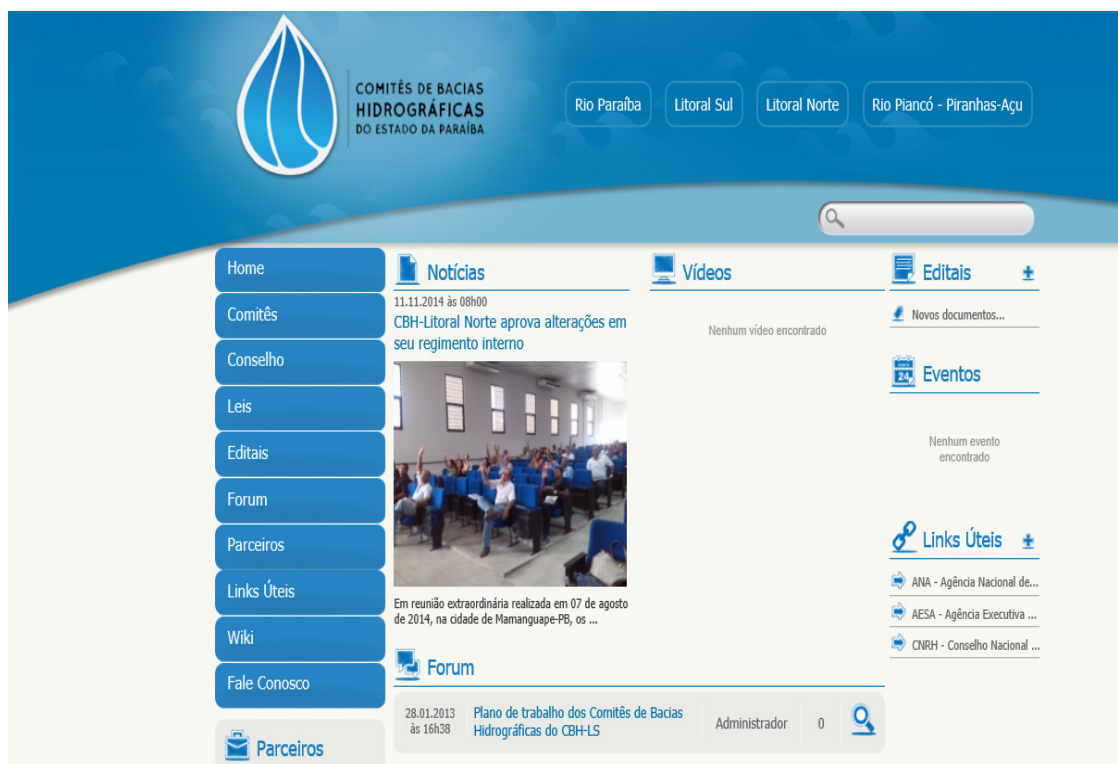 COMITÊS DE BACIAS
HIDROGRÁFICAS
DO ESTADO DA PARAÍBA
Rio Paraíba
Litoral Sul
Litoral Norte
Rio Piancó - Piranhas-Açu
Home
Comitês
Conselho
Leis
Editais
Forum
Parceiros
Links Úteis
Wiki
Fale Conosco
Parceiros
Notícias
11.11.2014 às 08h00
CBH-Litoral Norte aprova alterações em
seu regimento interno
Em reunião extraordinária realizada em 07 de agosto
de 2014, na cidade de Mamanguape-PB, os ...
Forum
28.01.2013
às 16h38
Plano de trabalho dos Comitês de Bacias
Hidrográficas do CBH-LS
Administrador
0
Vídeos
Nenhum vídeo encontrado
Editais
Novos documentos...
24
Eventos
Nenhum evento
encontrado
Links Úteis
ANA - Agência Nacional de...
AESA - Agência Executiva ...
CNRH - Conselho Nacional ...